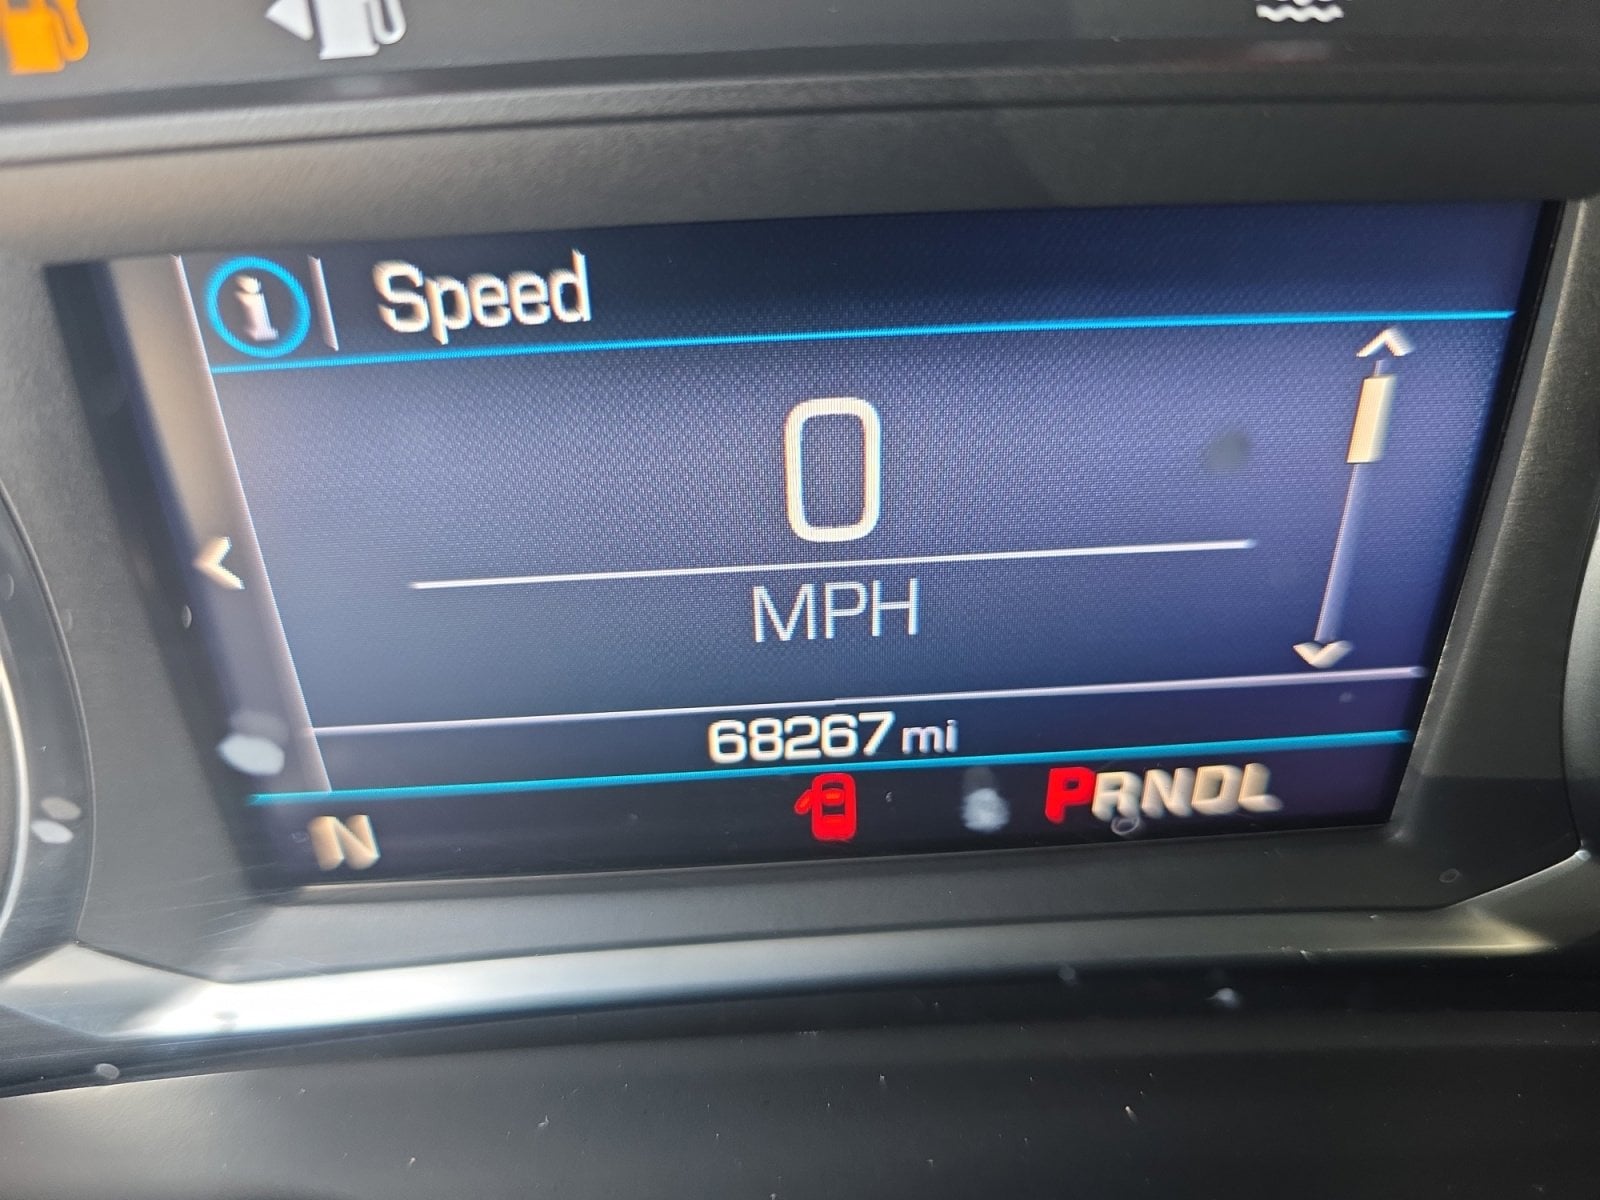 i | Speed
0
MPH
68267 mi
N PRNDL